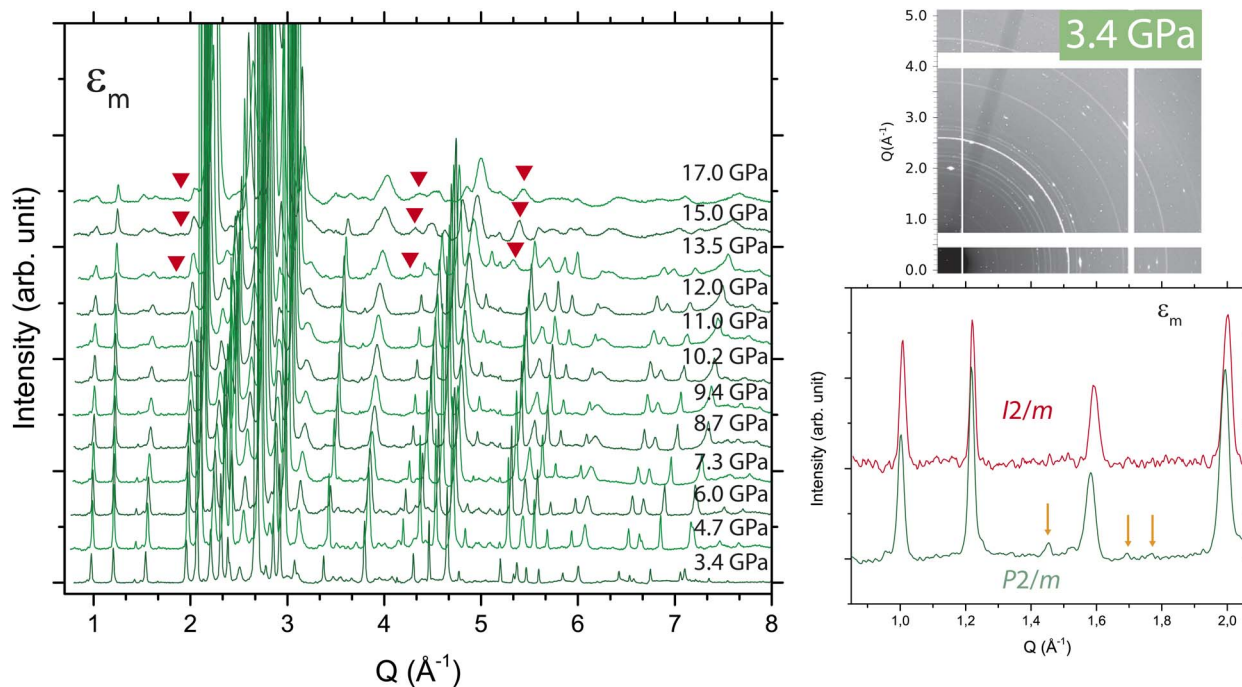 εm
17.0 GPa
15.0 GPa
13.5 GPa
12.0 GPa
11.0 GPa
10.2 GPa
9.4 GPa
8.7 GPa
7.3 GPa
6.0 GPa
4.7 GPa
3.4 GPa
Intensity (arb. unit)
1 2 3 4 5 6 7 8
Q (Å-1)
3.4 GPa
5.0
4.0
3.0
2.0
1.0
0.0
Q(Å-1)
εm
I2/m
P2/m
Intensity (arb. unit)
1,0 1,2 1,4 1,6 1,8 2,0
Q (Å-1)